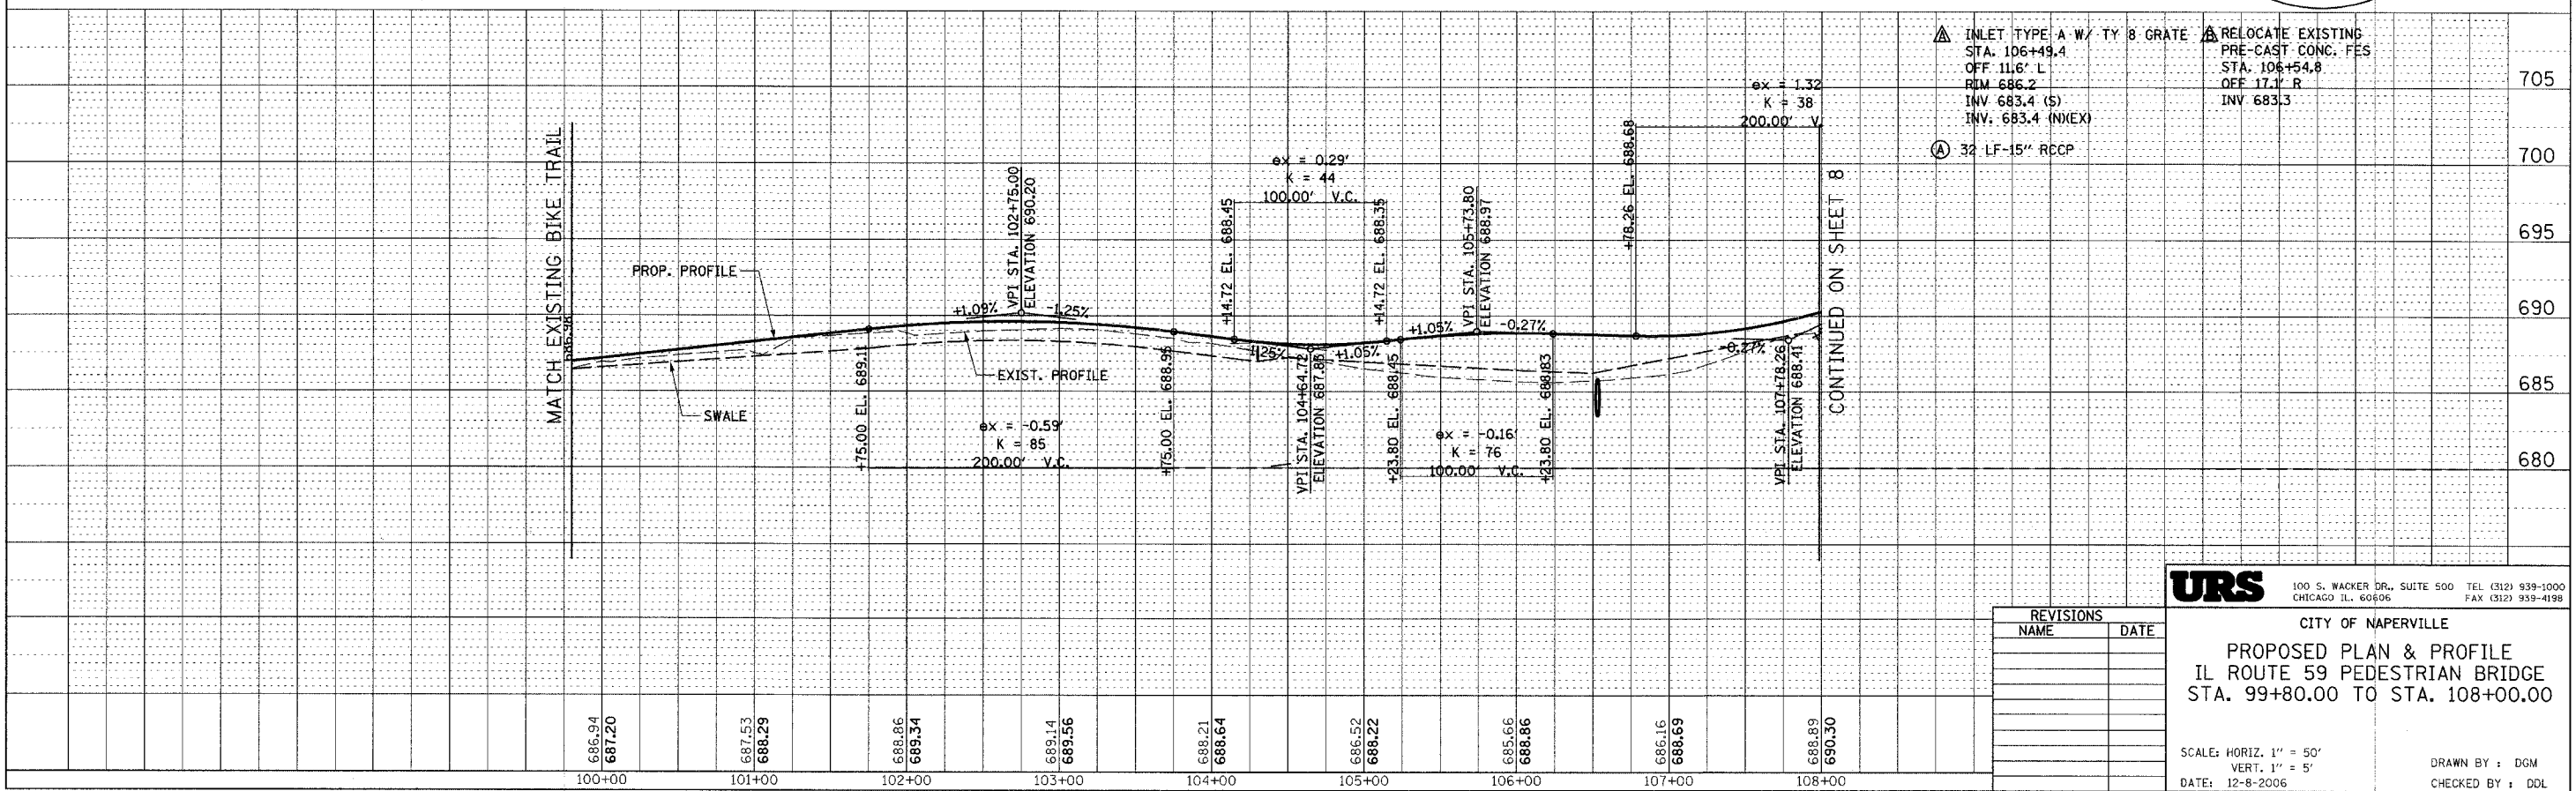 INLET TYPE A W/ TY 8 GRATE
STA. 106+49.4
OFF 11.6' L
RIM 686.2
INV 683.4 (S)
INV. 683.4 (N)(EX)
RELOCATE EXISTING
PRE-CAST CONC. FES
STA. 106+54.8
OFF 17.1' R
INV 683.3
A 32 LF-15" RCCP
705
700
695
690
685
680
MATCH EXISTING BIKE TRAIL
686.98
PROP. PROFILE
SWALE
EXIST. PROFILE
+1.09%
-1.25%
VPI STA. 102+75.00
ELEVATION 690.20
+75.00 EL. 689.11
ex = -0.59'
K = 85
200.00' V.C.
+75.00 EL. 688.95
+14.72 EL. 688.45
ex = 0.29'
K = 44
100.00' V.C.
+14.72 EL. 688.35
-1.25%
+1.05%
VPI STA. 104+64.72
ELEVATION 687.83
+1.05%
-0.27%
VPI STA. 105+73.80
ELEVATION 688.97
+23.80 EL. 688.45
ex = -0.16'
K = 76
100.00' V.C.
+23.80 EL. 688.83
+78.26 EL. 688.68
ex = 1.32
K = 38
200.00' V.
-0.27%
VPI STA. 107+78.26
ELEVATION 688.41
CONTINUED ON SHEET 8
686.94
687.20
687.53
688.29
688.86
689.34
689.14
689.56
688.21
688.64
686.52
688.22
685.66
688.86
686.16
688.69
688.89
690.30
100+00
101+00
102+00
103+00
104+00
105+00
106+00
107+00
108+00
REVISIONS
NAME DATE
URS
100 S. WACKER DR., SUITE 500 TEL (312) 939-1000
CHICAGO IL. 60606 FAX (312) 939-4198
CITY OF NAPERVILLE
PROPOSED PLAN & PROFILE
IL ROUTE 59 PEDESTRIAN BRIDGE
STA. 99+80.00 TO STA. 108+00.00
SCALE: HORIZ. 1" = 50'
VERT. 1" = 5'
DATE: 12-8-2006
DRAWN BY : DGM
CHECKED BY : DDL